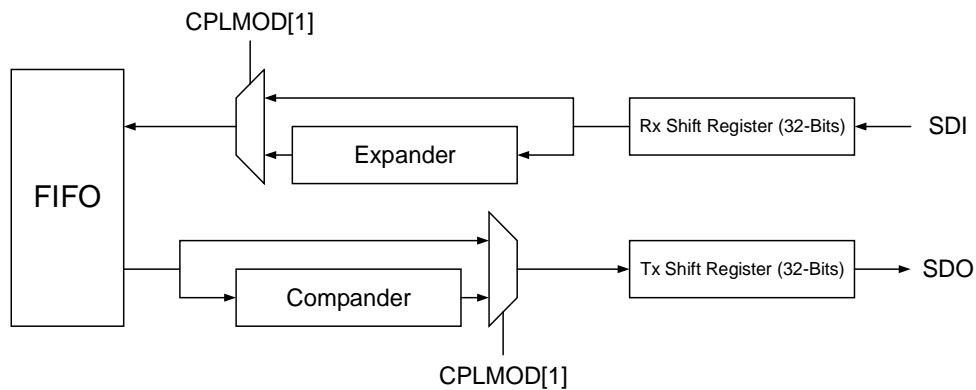 CPLMOD[1]
Rx Shift Register (32-Bits)
SDI
Expander
FIFO
Tx Shift Register (32-Bits)
SDO
Compander
CPLMOD[1]